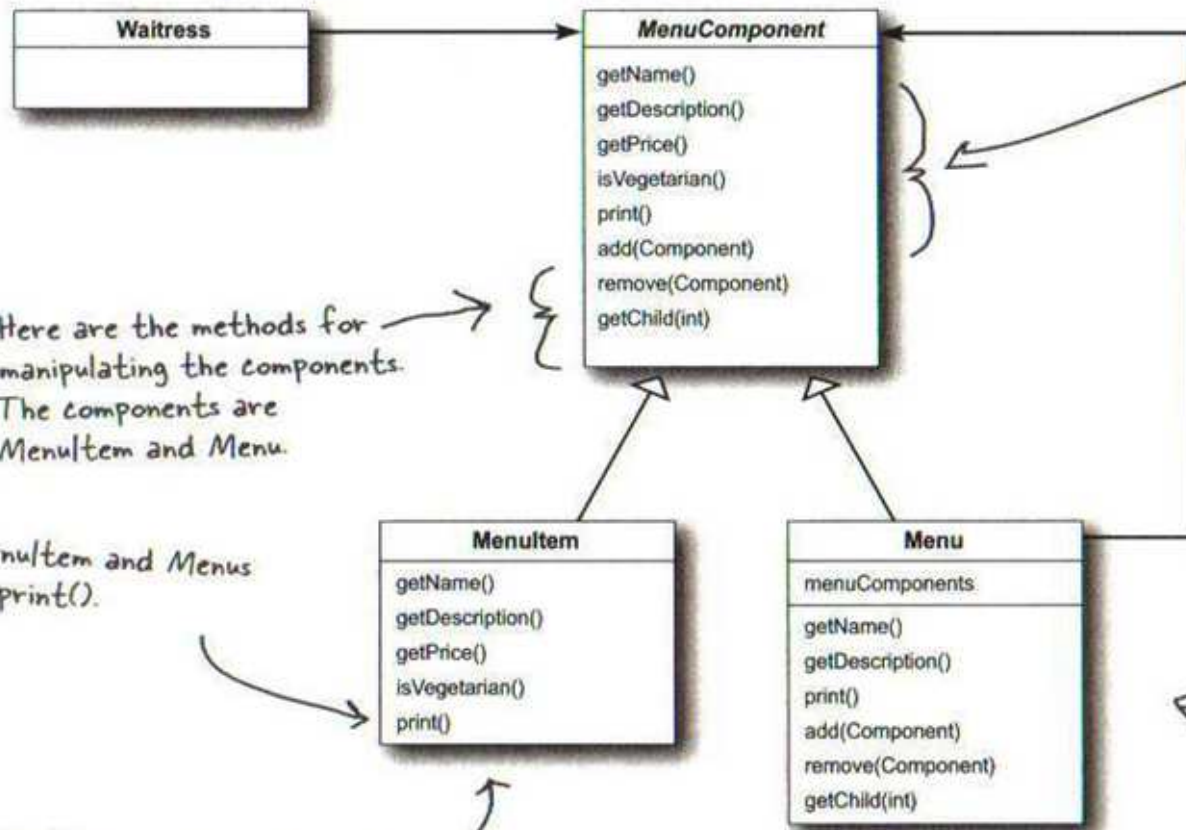 Waitress
MenuComponent
getName()
getDescription()
getPrice()
isVegetarian()
print()
add(Component)
remove(Component)
getChild(int)
Here are the methods for
manipulating the components.
The components are
MenuItem and Menu.
nuItem and Menus
print().
MenuItem
getName()
getDescription()
getPrice()
isVegetarian()
print()
Menu
menuComponents
getName()
getDescription()
print()
add(Component)
remove(Component)
getChild(int)